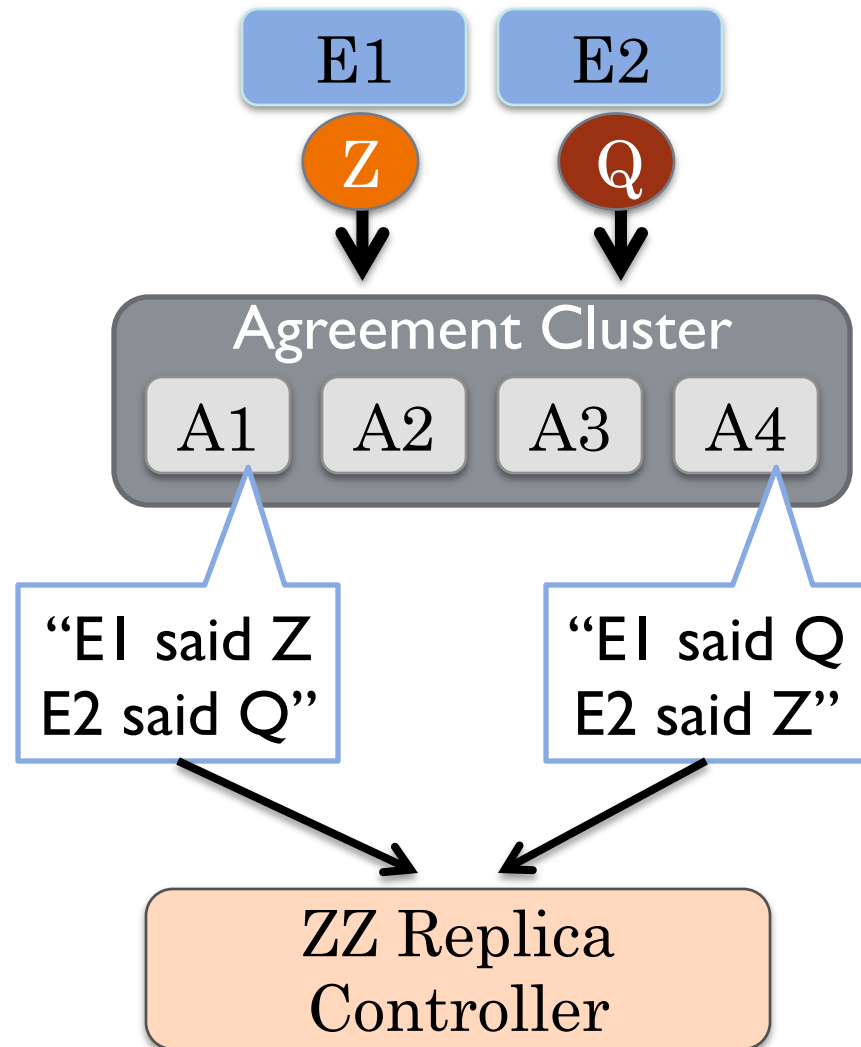 E1
E2
Z
Q
Agreement Cluster
A1
A2
A3
A4
“E1 said Z
E2 said Q”
“E1 said Q
E2 said Z”
ZZ Replica
Controller